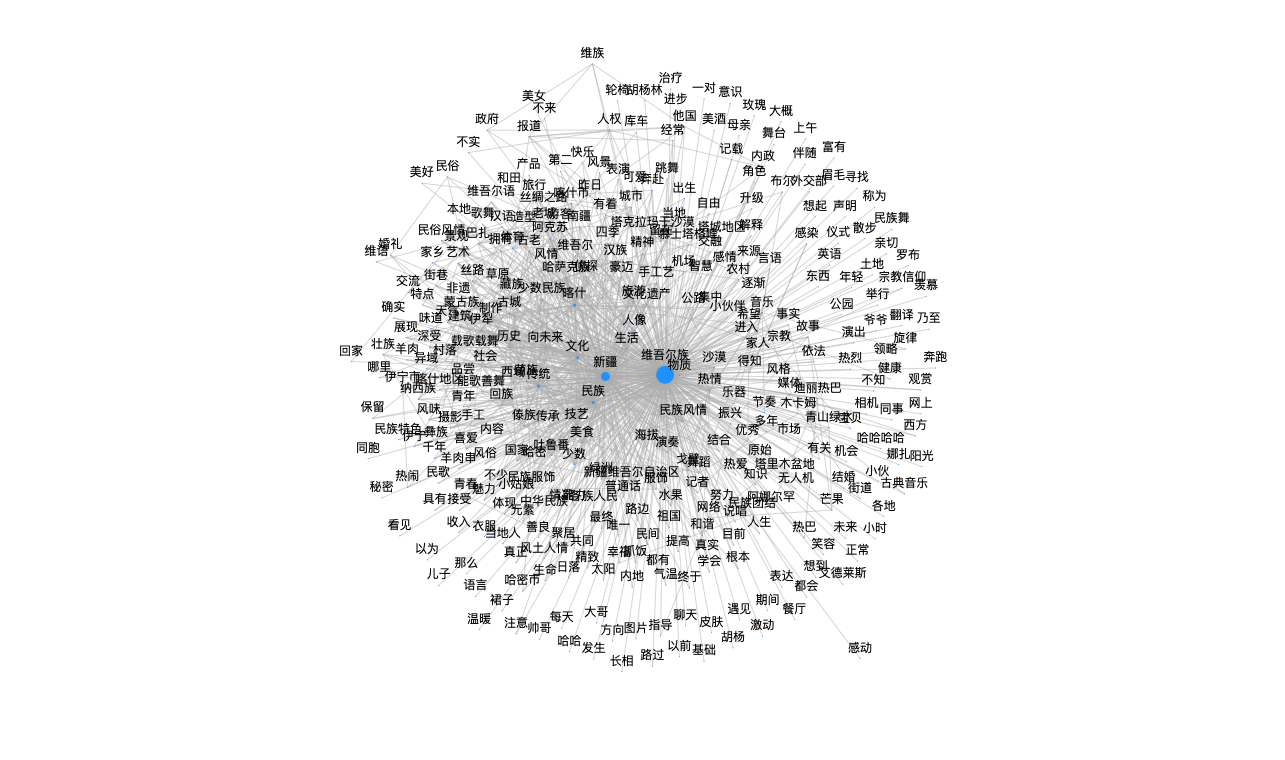 维族
治疗
轮椅
胡杨林
一对
意识
美女
进步
不来
玫瑰
大概
政府
人权
库车
他国
美酒
报道
经常
母亲
舞台
上午
不实
记载
富有
快乐
第二
风景
内政
伴随
产品
表演
跳舞
美好
民俗
可爱
奔赴
角色
和田
旅行
昨日
布尔
外交部
眉毛
寻找
维吾尔语
喀什市
城市
出生
丝绸之路
有着
升级
称为
自由
想起
声明
本地
歌舞
汉语
造型
老城
游客
南疆
当地
民族舞
民俗风情
巴扎
阿克苏
塔克拉玛干沙漠
塔城地区
解释
感染
仪式
散步
婚礼
景观
拥有
体育
古老
四季
慕士塔格峰
交融
维语
家乡
艺术
维吾尔
汉族
精神
来源
英语
亲切
罗布
风情
机场
感情
言语
交流
街巷
丝路
草原
哈萨克族
豪迈
手工艺
智慧
农村
土地
东西
年轻
宗教信仰
特点
非遗
藏族
少数民族
喀什
旅游
文化遗产
逐渐
羡慕
确实
蒙古族
古城
公路
集中
小伙伴
音乐
公园
举行
味道
天山
建筑
制作
伊犁
人像
希望
事实
爷爷
翻译
乃至
展现
深受
载歌载舞
历史
向未来
生活
进入
宗教
故事
演出
旋律
回家
壮族
羊肉
村落
社会
文化
家人
依法
热烈
领略
奔跑
哪里
异域
品尝
西域
传统
新疆
维吾尔族
物质
沙漠
得知
风格
健康
伊宁市
喀什地区
能歌善舞
热情
媒体
迪丽热巴
不知
观赏
纳西族
青年
回族
民族
乐器
保留
风味
摄影
手工
傣族
传承
技艺
民族风情
振兴
节奏
木卡姆
相机
同事
网上
民族特色
彝族
内容
美食
多年
青山绿水
西方
伊宁
喜爱
海拔
演奏
优秀
市场
哈哈哈哈
同胞
千年
风俗
国家
哈密
吐鲁番
少数
结合
原始
有关
机会
娜扎
阳光
羊肉串
戈壁
舞蹈
热爱
塔里木盆地
热闹
民歌
不少
民族服饰
绿洲
新疆维吾尔自治区
知识
无人机
结婚
小伙
秘密
青春
魅力
小姑娘
普通话
服饰
记者
街道
古典音乐
具有
接受
体现
中华民族
各族人民
水果
努力
阿娜尔罕
芒果
各地
元素
路边
网络
民族团结
看见
收入
衣服
最终
祖国
说唱
当地人
善良
聚居
唯一
和谐
人生
热巴
未来
小时
以为
真正
风土人情
共同
民间
提高
真实
目前
笑容
正常
那么
精致
幸福
抓饭
学会
根本
儿子
生命
日落
太阳
都有
想到
艾德莱斯
语言
哈密市
内地
气温
终于
表达
都会
裙子
期间
温暖
注意
每天
大哥
聊天
遇见
餐厅
帅哥
方向
图片
指导
皮肤
激动
哈哈
发生
以前
基础
胡杨
感动
长相
路过